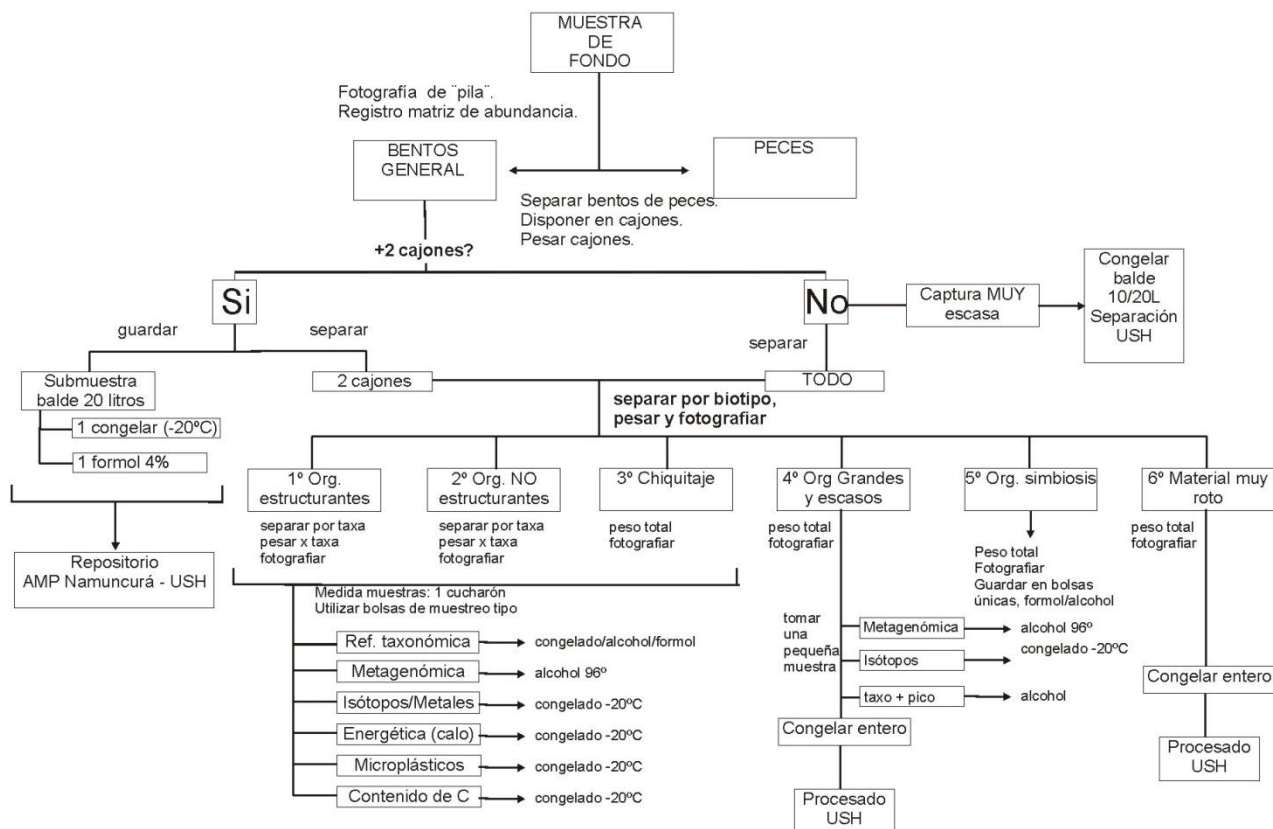 MUESTRA
DE
FONDO
Fotografía de ¨pila¨.
Registro matriz de abundancia.
BENTOS
GENERAL
PECES
Separar bentos de peces.
Disponer en cajones.
Pesar cajones.
+2 cajones?
Si
No
Captura MUY
escasa
Congelar
balde
10/20L
Separación
USH
guardar
separar
separar
Submuestra
balde 20 litros
2 cajones
TODO
1 congelar (-20ºC)
1 formol 4%
Repositorio
AMP Namuncurá - USH
separar por biotipo,
pesar y fotografiar
1º Org.
estructurantes
separar por taxa
pesar x taxa
fotografiar
2º Org. NO
estructurantes
separar por taxa
pesar x taxa
fotografiar
3º Chiquitaje
peso total
fotografiar
4º Org Grandes
y escasos
peso total
fotografiar
5º Org. simbiosis
Peso total
Fotografiar
Guardar en bolsas
únicas, formol/alcohol
6º Material muy
roto
peso total
fotografiar
Medida muestras: 1 cucharón
Utilizar bolsas de muestreo tipo
Ref. taxonómica
congelado/alcohol/formol
Metagenómica
alcohol 96º
Isótopos/Metales
congelado -20ºC
Energética (calo)
congelado -20ºC
Microplásticos
congelado -20ºC
Contenido de C
congelado -20ºC
tomar
una
pequeña
muestra
Metagenómica
alcohol 96º
Isótopos
congelado -20ºC
taxo + pico
alcohol
Congelar entero
Procesado
USH
Congelar entero
Procesado
USH